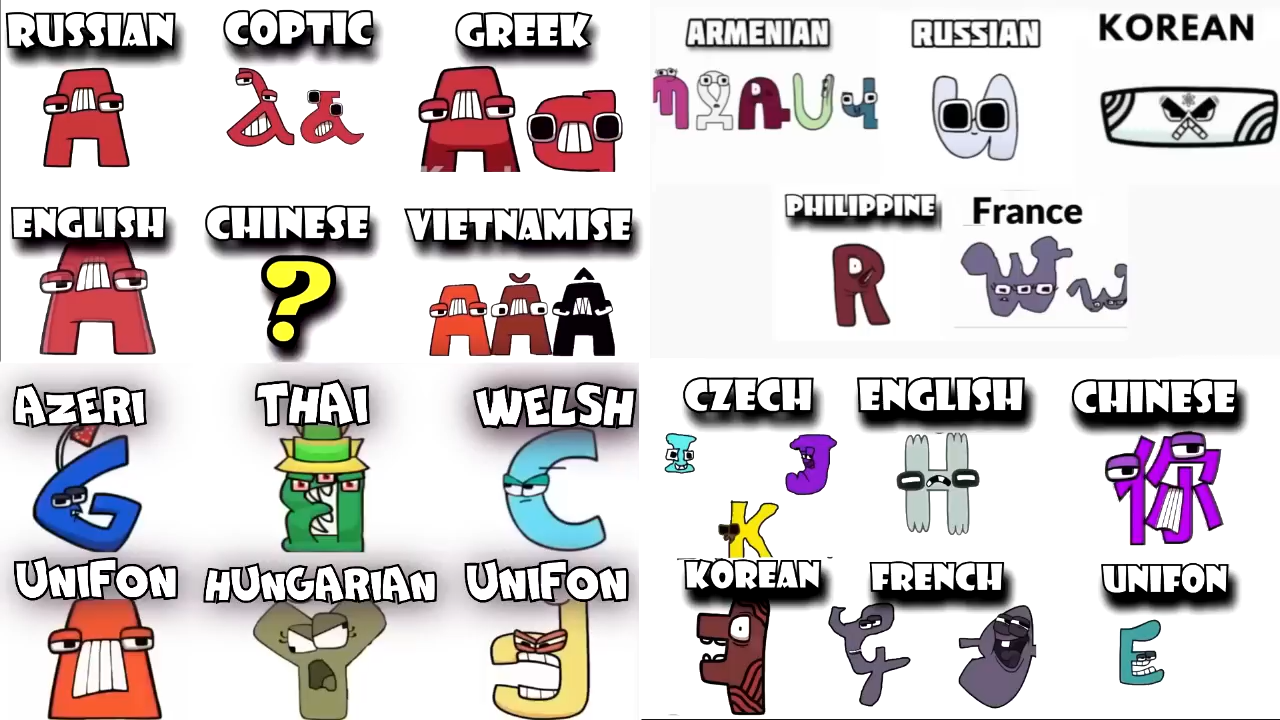 RUSSIAN COPTIC GREEK
A
A a
ENGLISH CHINESE VIETNAMISE
A ? A Ă Â
ARMENIAN RUSSIAN KOREAN
И
PHILIPPINE France
R W w
AZERI THAI WELSH
G C
UNIFON HUNGARIAN UNIFON
Y J
CZECH ENGLISH CHINESE
I J H 你
K
KOREAN FRENCH UNIFON
E